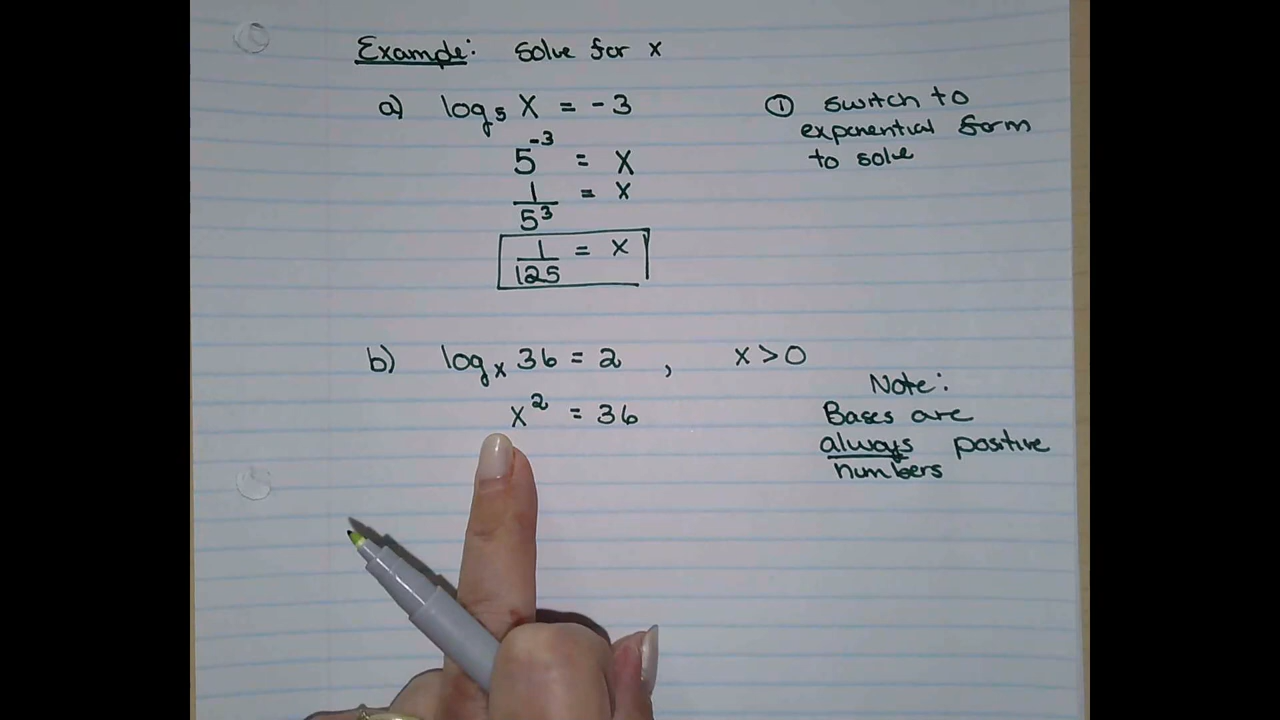 Example: Solve for x
a) log₅ X = -3
① switch to
exponential form
to solve
5⁻³ = X
1/5³ = X
1/125 = X
b) logₓ 36 = 2 , x > 0
x² = 36
Note:
Bases are
always positive
numbers